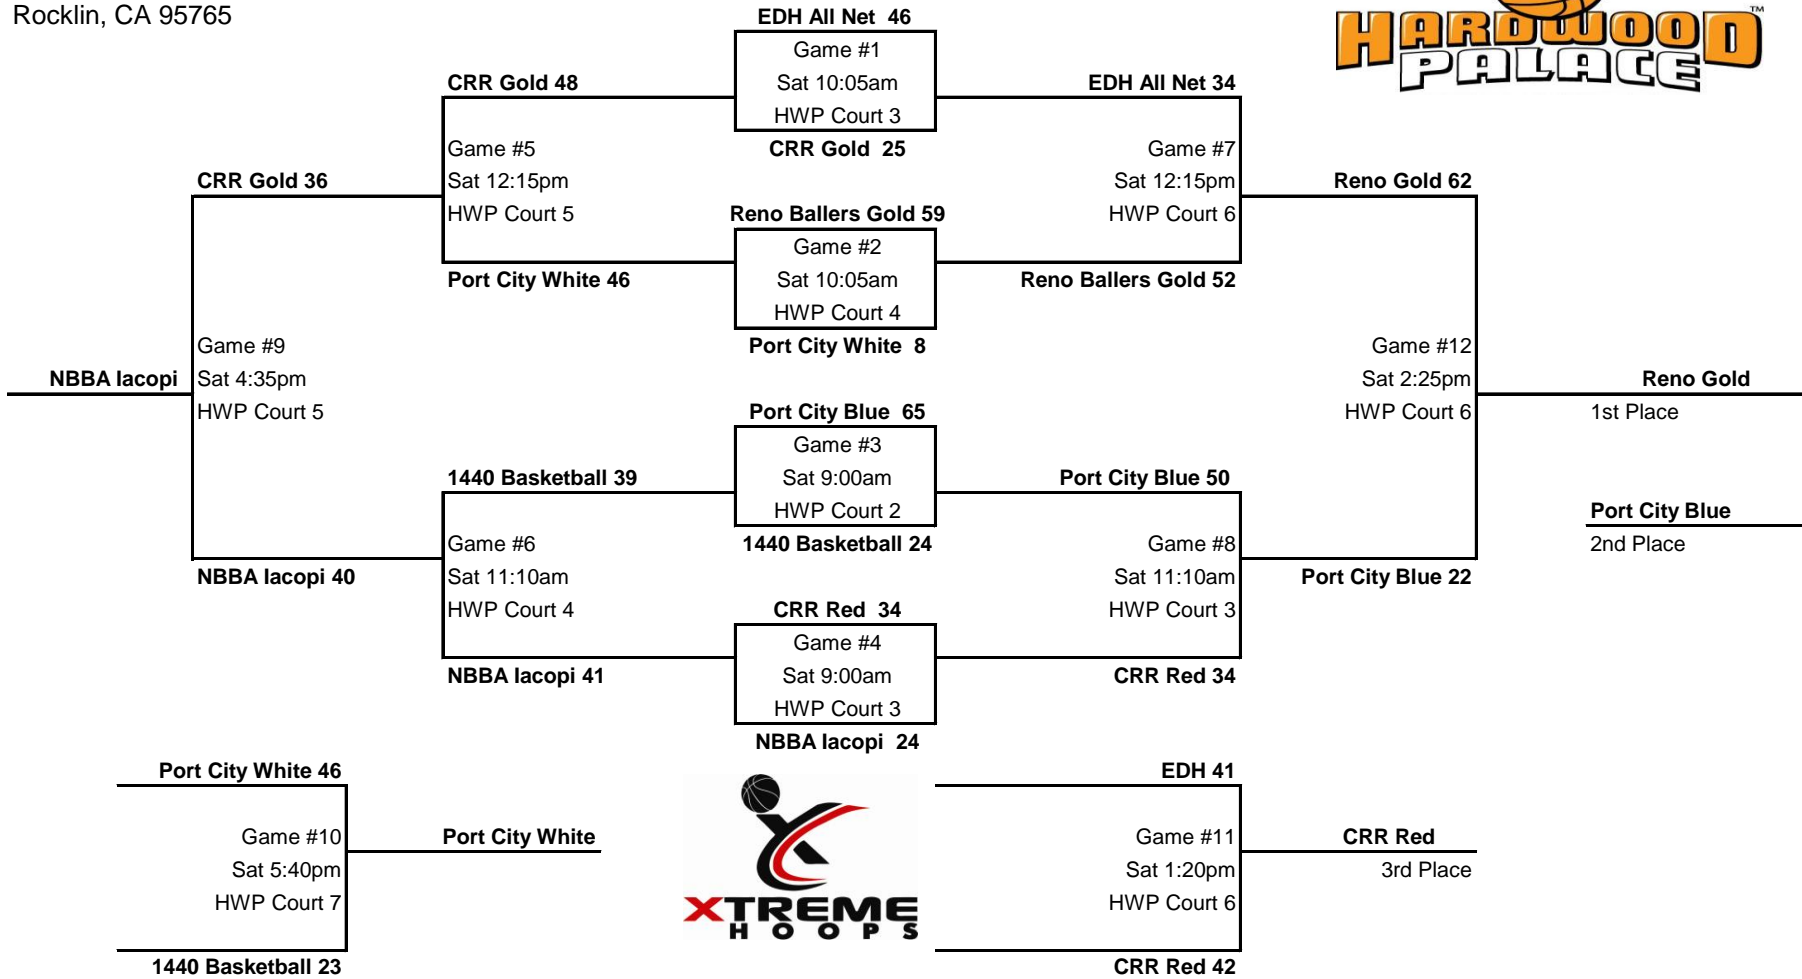 Rocklin, CA 95765
HARDWOOD
PALACE
TM
EDH All Net  46
Game #1
Sat 10:05am
HWP Court 3
CRR Gold  25
CRR Gold 48
Game #5
Sat 12:15pm
HWP Court 5
Port City White 46
EDH All Net 34
Game #7
Sat 12:15pm
HWP Court 6
Reno Ballers Gold 52
Reno Ballers Gold 59
Game #2
Sat 10:05am
HWP Court 4
Port City White  8
CRR Gold 36
Game #9
Sat 4:35pm
HWP Court 5
NBBA Iacopi 40
NBBA Iacopi
Reno Gold 62
Game #12
Sat 2:25pm
HWP Court 6
Port City Blue 22
Reno Gold
1st Place
Port City Blue
2nd Place
Port City Blue  65
Game #3
Sat 9:00am
HWP Court 2
1440 Basketball 24
1440 Basketball 39
Game #6
Sat 11:10am
HWP Court 4
NBBA Iacopi 41
Port City Blue 50
Game #8
Sat 11:10am
HWP Court 3
CRR Red 34
CRR Red  34
Game #4
Sat 9:00am
HWP Court 3
NBBA Iacopi  24
Port City White 46
Game #10
Sat 5:40pm
HWP Court 7
1440 Basketball 23
Port City White
XTREME
HOOPS
EDH 41
Game #11
Sat 1:20pm
HWP Court 6
CRR Red 42
CRR Red
3rd Place